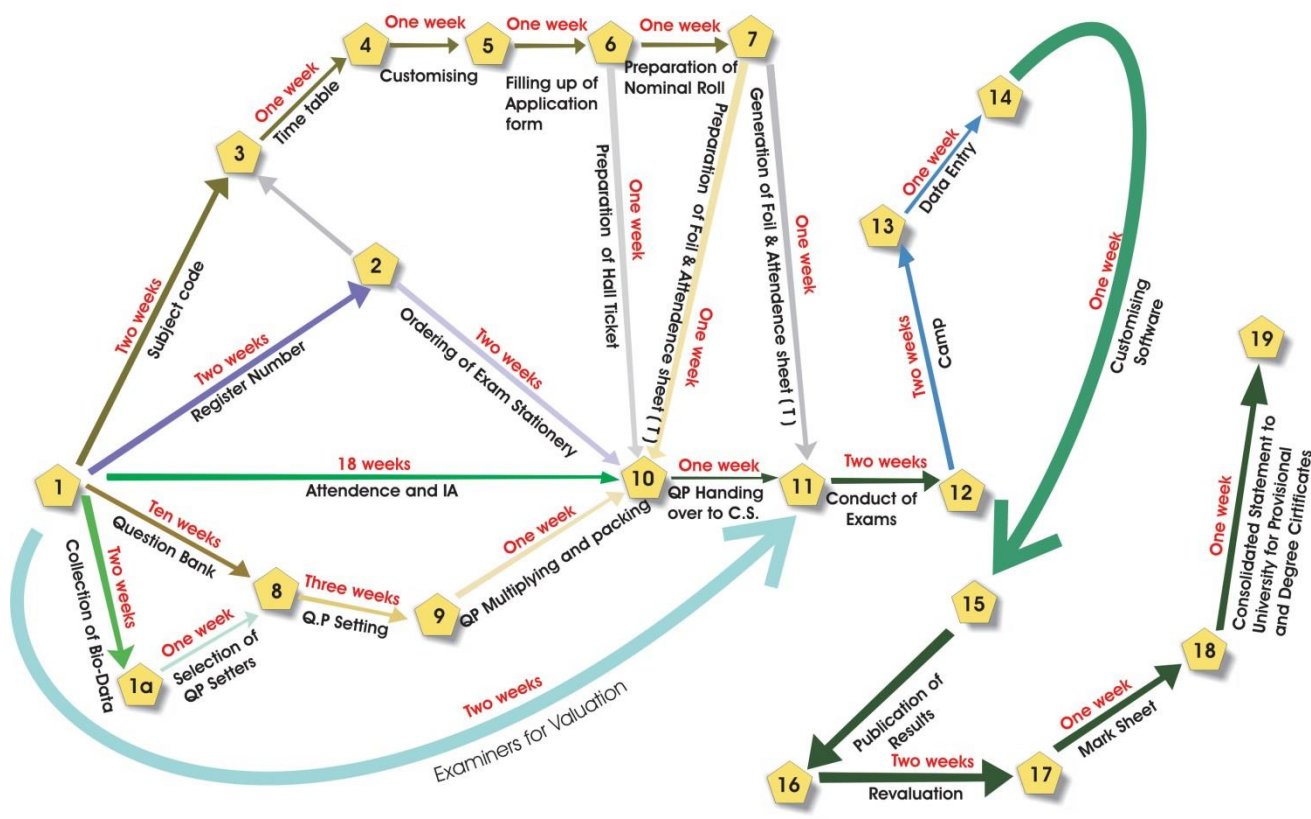 One week
One week
One week
4
5
6
7
Customising
Filling up of
Application
form
Preparation of
Nominal Roll
One week
Time table
3
Two weeks
Subject code
2
Two weeks
Register Number
Two weeks
Ordering of Exam Stationery
One week
Preparation of Hall Ticket
Preparation of Foil & Attendence sheet ( T )
One week
Generation of Foil & Attendence sheet ( T )
One week
14
One week
Data Entry
13
Two weeks
Camp
One week
Customising
Software
19
1
18 weeks
Attendence and IA
10
One week
QP Handing
over to C.S.
11
Two weeks
Conduct of
Exams
12
Ten weeks
Question Bank
Two weeks
Collection of Bio-Data
1a
One week
Selection of
QP Setters
8
Three weeks
Q.P Setting
9
One week
QP Multiplying and packing
Two weeks
Examiners for Valuation
15
Publication of
Results
16
Two weeks
Revaluation
17
One week
Mark Sheet
18
One week
Consolidated Statement to
University for Provisional
and Degree Cirtificates